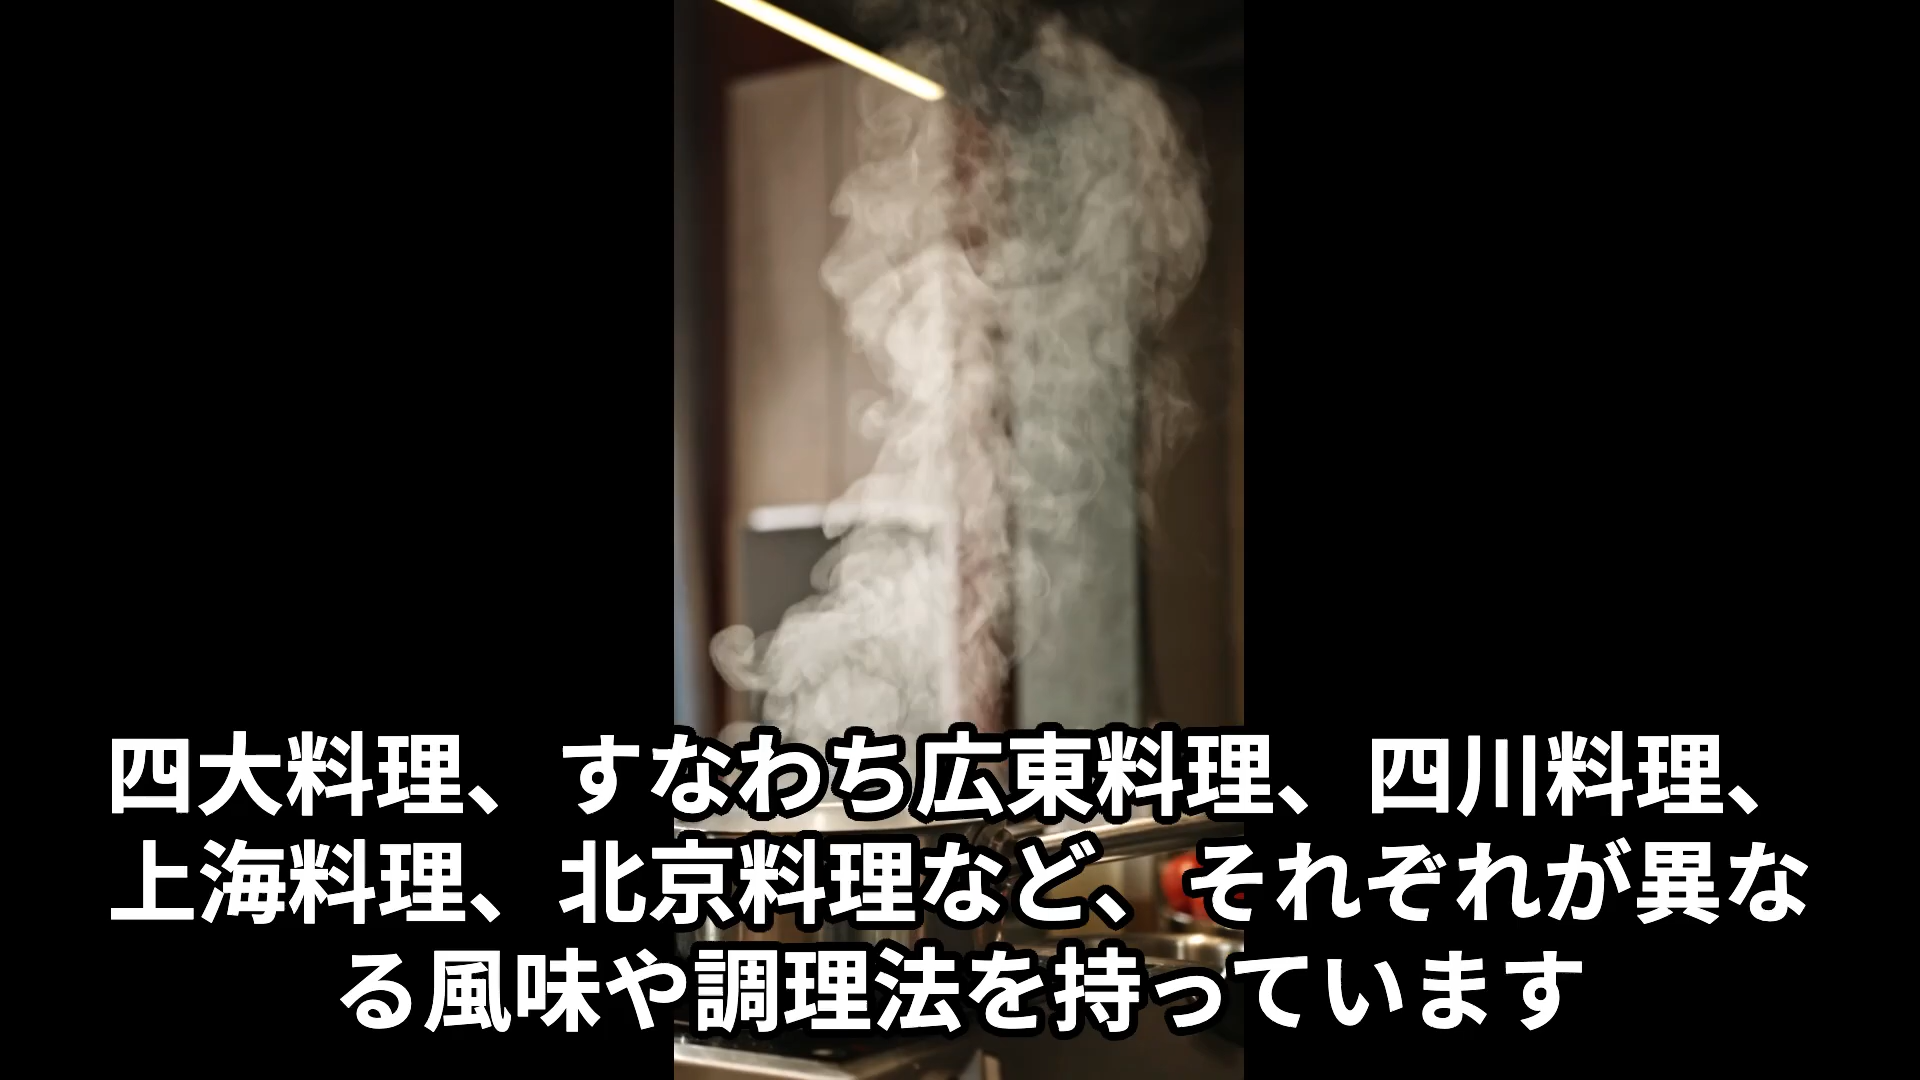 四大料理、すなわち広東料理、四川料理、
上海料理、北京料理など、それぞれが異な
る風味や調理法を持っています